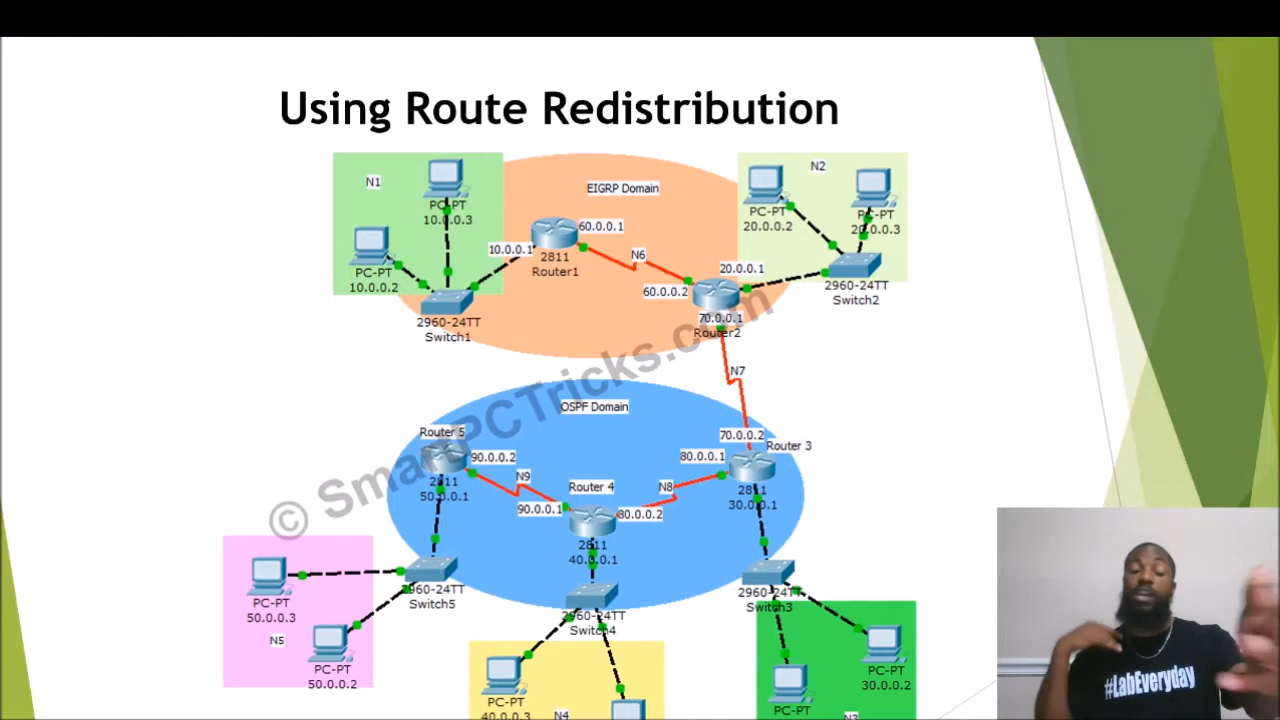 Using Route Redistribution
N1
PC-PT
10.0.0.3
PC-PT
10.0.0.2
2960-24TT
Switch1
EIGRP Domain
10.0.0.1
60.0.0.1
2811
Router1
N6
60.0.0.2
20.0.0.1
70.0.0.1
Router2
N2
PC-PT
20.0.0.2
PC-PT
20.0.0.3
2960-24TT
Switch2
N7
© SmartPCTricks.com
OSPF Domain
70.0.0.2
Router 3
80.0.0.1
2811
30.0.0.1
Router 5
90.0.0.2
2811
50.0.0.1
N9
90.0.0.1
Router 4
N8
80.0.0.2
2811
40.0.0.1
2960-24TT
Switch5
2960-24TT
Switch4
2960-24TT
Switch3
PC-PT
50.0.0.3
N5
PC-PT
50.0.0.2
PC-PT
40.0.0.3
N4
PC-PT
30.0.0.2
PC-PT
N3
#LabEveryday